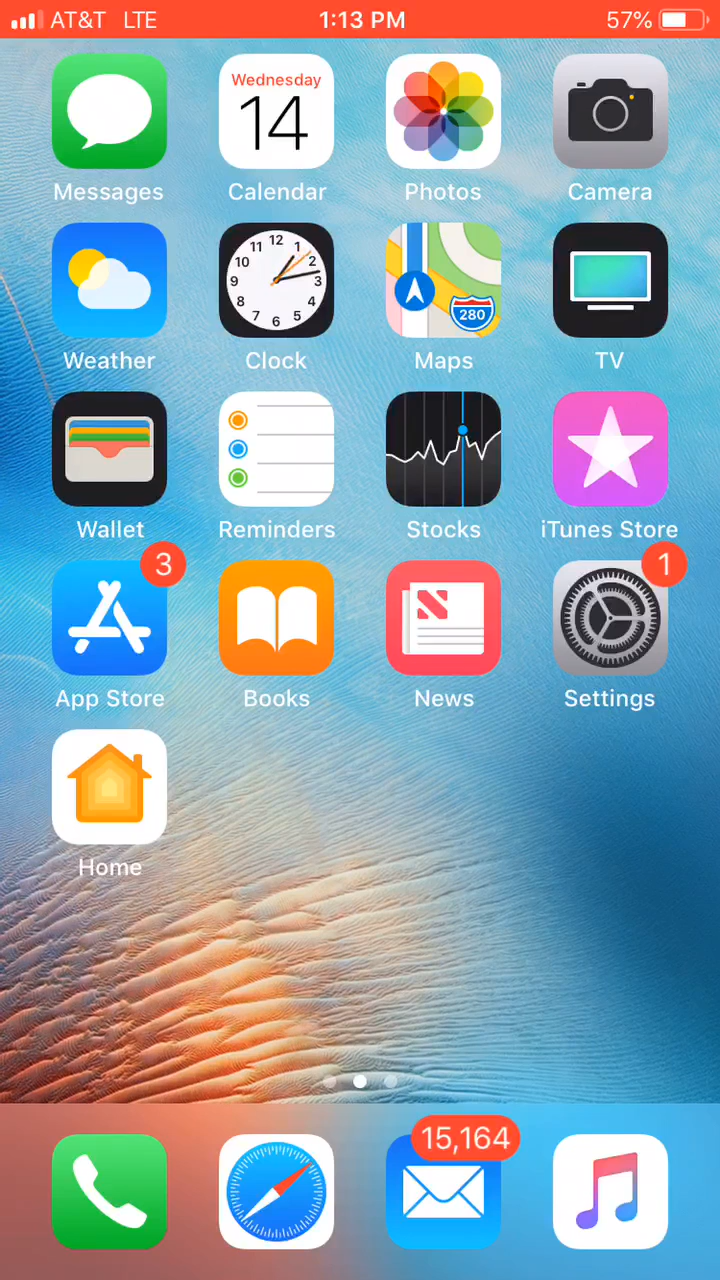 AT&T LTE 1:13 PM 57%
Wednesday
14
Messages Calendar Photos Camera
12
11 1
10 2
9 3
8 4
7 5
6
280
Weather Clock Maps TV
Wallet Reminders Stocks iTunes Store
3 1
App Store Books News Settings
Home
15,164